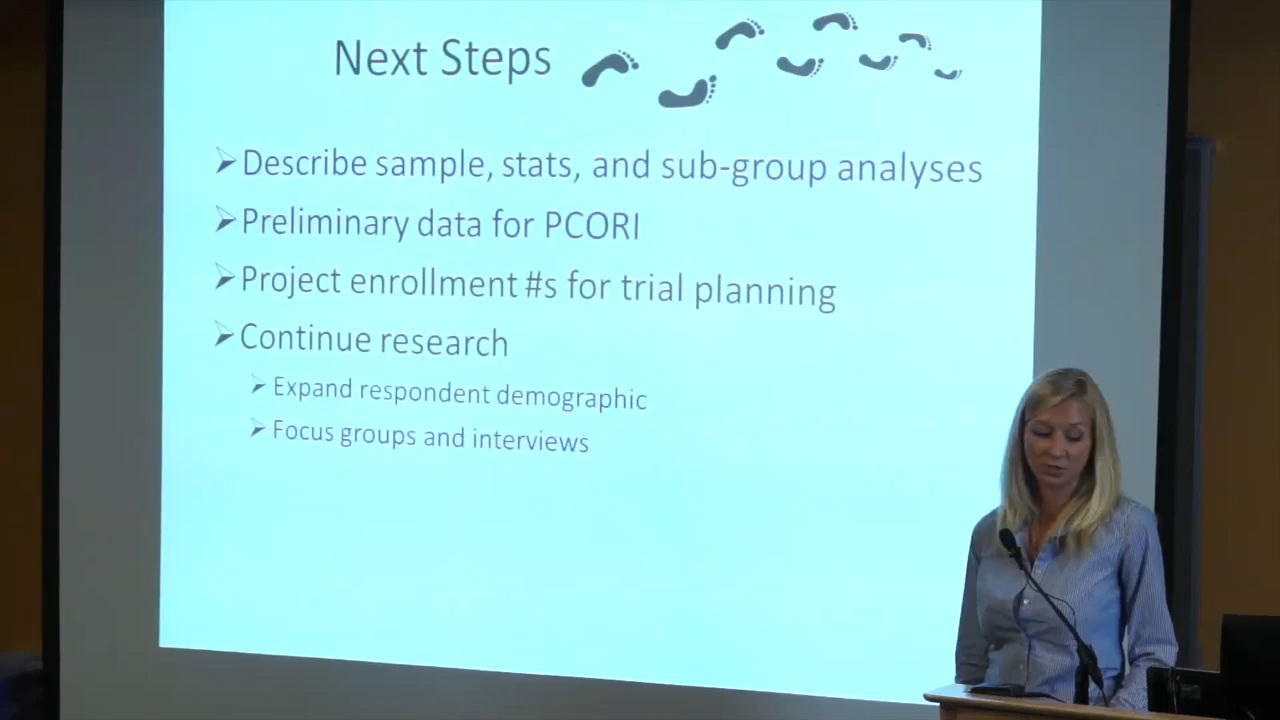 Next Steps
Describe sample, stats, and sub-group analyses
Preliminary data for PCORI
Project enrollment #s for trial planning
Continue research
Expand respondent demographic
Focus groups and interviews